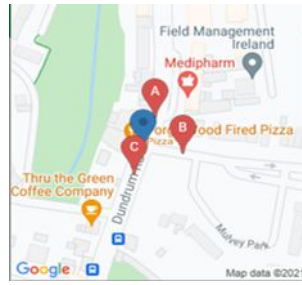 Field Management
Ireland
Medipharm
A
Wood Fired Pizza
Pizza
B
C
Thru the Green
Coffee Company
Dundrum
Mulvey Park
Google
Map data ©2021